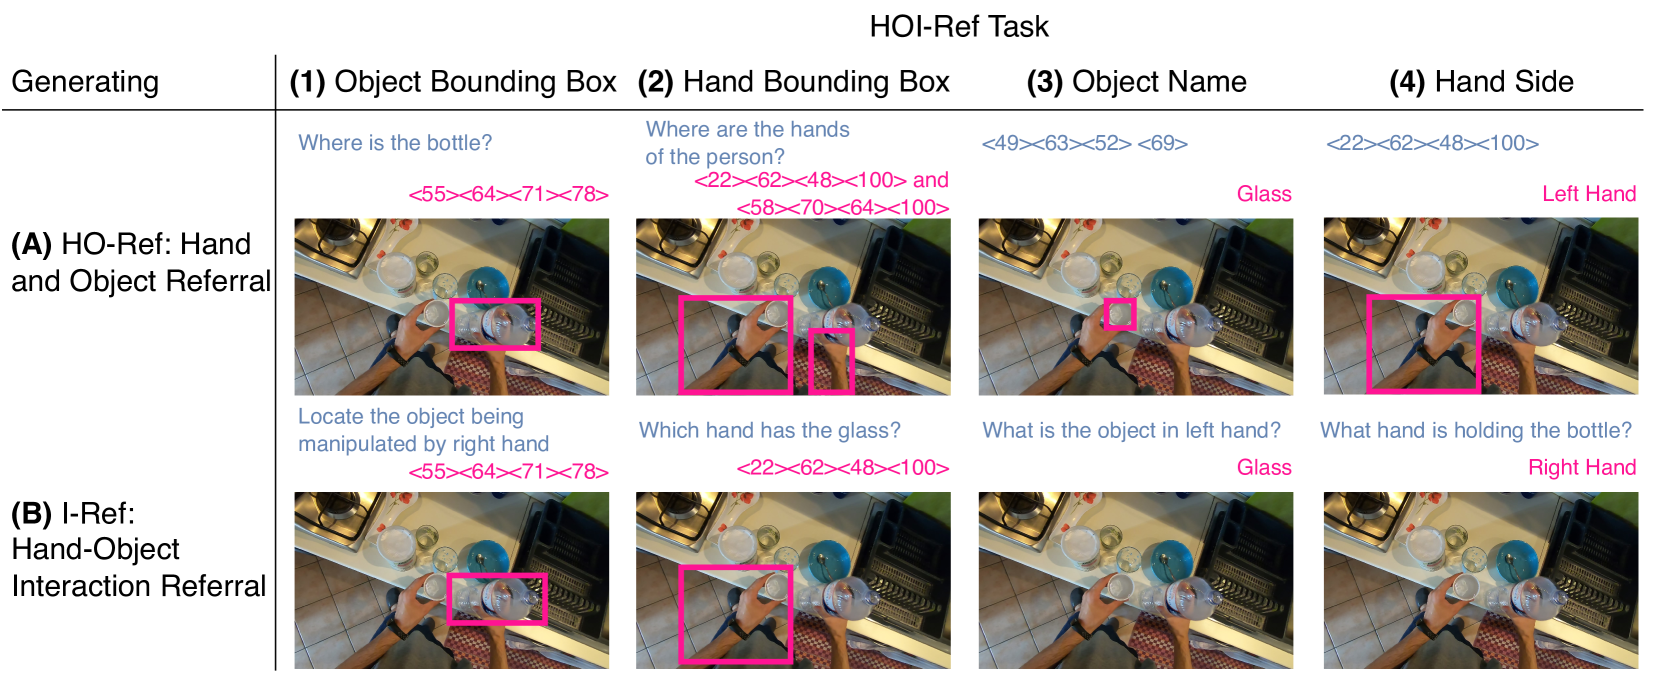 HOI-Ref Task
Generating
(1) Object Bounding Box
(2) Hand Bounding Box
(3) Object Name
(4) Hand Side
(A) HO-Ref: Hand
and Object Referral
Where is the bottle?
<55><64><71><78>
Where are the hands
of the person?
<22><62><48><100> and
<58><70><64><100>
<49><63><52> <69>
Glass
<22><62><48><100>
Left Hand
(B) I-Ref:
Hand-Object
Interaction Referral
Locate the object being
manipulated by right hand
<55><64><71><78>
Which hand has the glass?
<22><62><48><100>
What is the object in left hand?
Glass
What hand is holding the bottle?
Right Hand